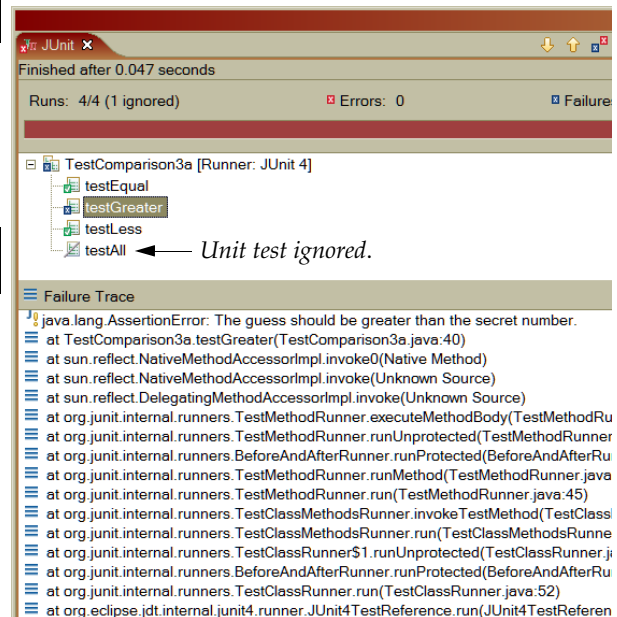 JUnit
Finished after 0.047 seconds
Runs: 4/4 (1 ignored) Errors: 0 Failure
TestComparison3a [Runner: JUnit 4]
testEqual
testGreater
testLess
testAll Unit test ignored.
Failure Trace
java.lang.AssertionError: The guess should be greater than the secret number.
at TestComparison3a.testGreater(TestComparison3a.java:40)
at sun.reflect.NativeMethodAccessorImpl.invoke0(Native Method)
at sun.reflect.NativeMethodAccessorImpl.invoke(Unknown Source)
at sun.reflect.DelegatingMethodAccessorImpl.invoke(Unknown Source)
at org.junit.internal.runners.TestMethodRunner.executeMethodBody(TestMethodRu
at org.junit.internal.runners.TestMethodRunner.runUnprotected(TestMethodRunner
at org.junit.internal.runners.BeforeAndAfterRunner.runProtected(BeforeAndAfterRu
at org.junit.internal.runners.TestMethodRunner.runMethod(TestMethodRunner.java
at org.junit.internal.runners.TestMethodRunner.run(TestMethodRunner.java:45)
at org.junit.internal.runners.TestClassMethodsRunner.invokeTestMethod(TestClass
at org.junit.internal.runners.TestClassMethodsRunner.run(TestClassMethodsRunne
at org.junit.internal.runners.TestClassRunner$1.runUnprotected(TestClassRunner.j
at org.junit.internal.runners.BeforeAndAfterRunner.runProtected(BeforeAndAfterRu
at org.junit.internal.runners.TestClassRunner.run(TestClassRunner.java:52)
at org.eclipse.jdt.internal.junit4.runner.JUnit4TestReference.run(JUnit4TestReferen